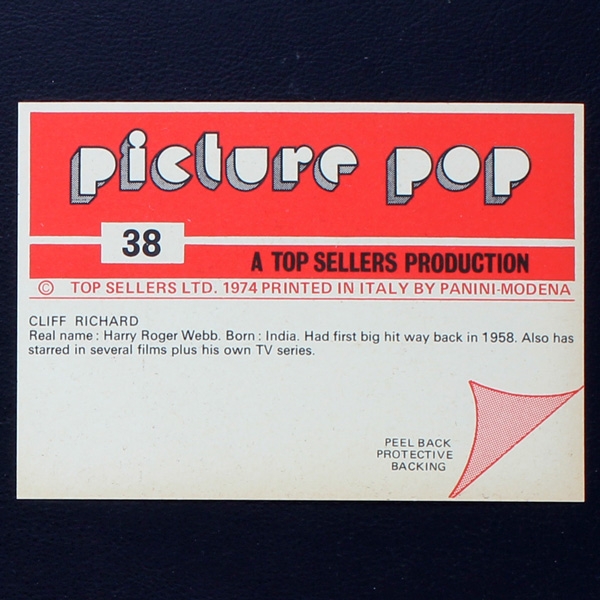 picture pop
38
A TOP SELLERS PRODUCTION
© TOP SELLERS LTD. 1974 PRINTED IN ITALY BY PANINI-MODENA
CLIFF RICHARD
Real name : Harry Roger Webb. Born : India. Had first big hit way back in 1958. Also has
starred in several films plus his own TV series.
PEEL BACK
PROTECTIVE
BACKING